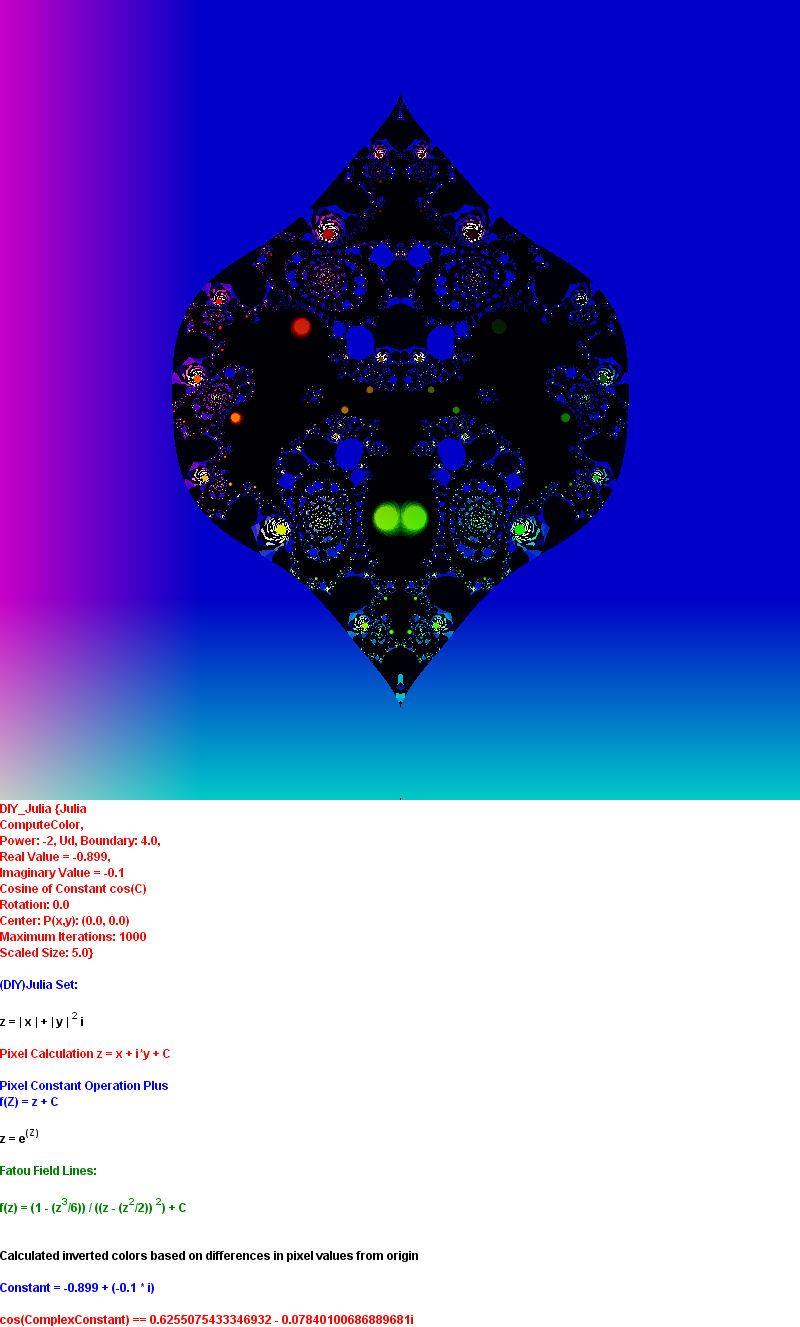 DIY_Julia {Julia
ComputeColor,
Power: -2, Ud, Boundary: 4.0,
Real Value = -0.899,
Imaginary Value = -0.1
Cosine of Constant cos(C)
Rotation: 0.0
Center: P(x,y): (0.0, 0.0)
Maximum Iterations: 1000
Scaled Size: 5.0}
(DIY)Julia Set:
z = | x | + | y | ² i
Pixel Calculation z = x + i*y + C
Pixel Constant Operation Plus
f(Z) = z + C
z = e^(Z)
Fatou Field Lines:
f(z) = (1 - (z³/6)) / ((z - (z²/2)) ²) + C
Calculated inverted colors based on differences in pixel values from origin
Constant = -0.899 + (-0.1 * i)
cos(ComplexConstant) == 0.6255075433346932 - 0.07840100686889681i